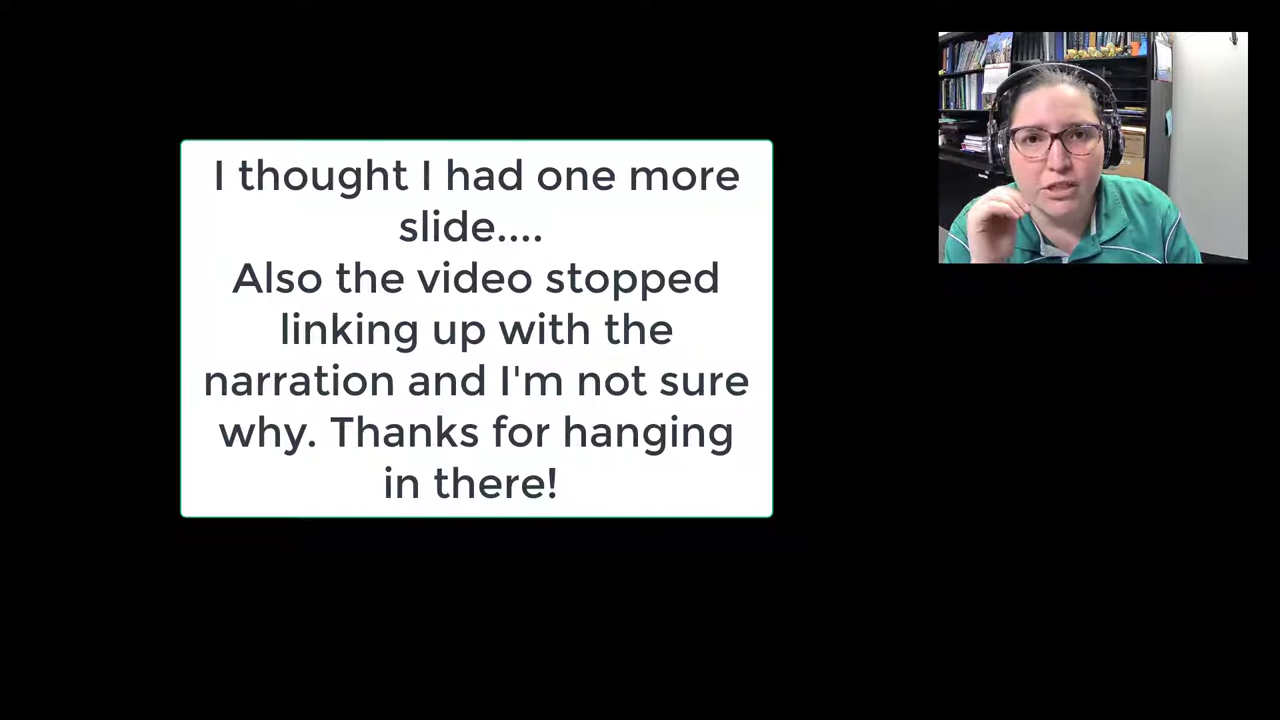 I thought I had one more
slide....
Also the video stopped
linking up with the
narration and I'm not sure
why. Thanks for hanging
in there!